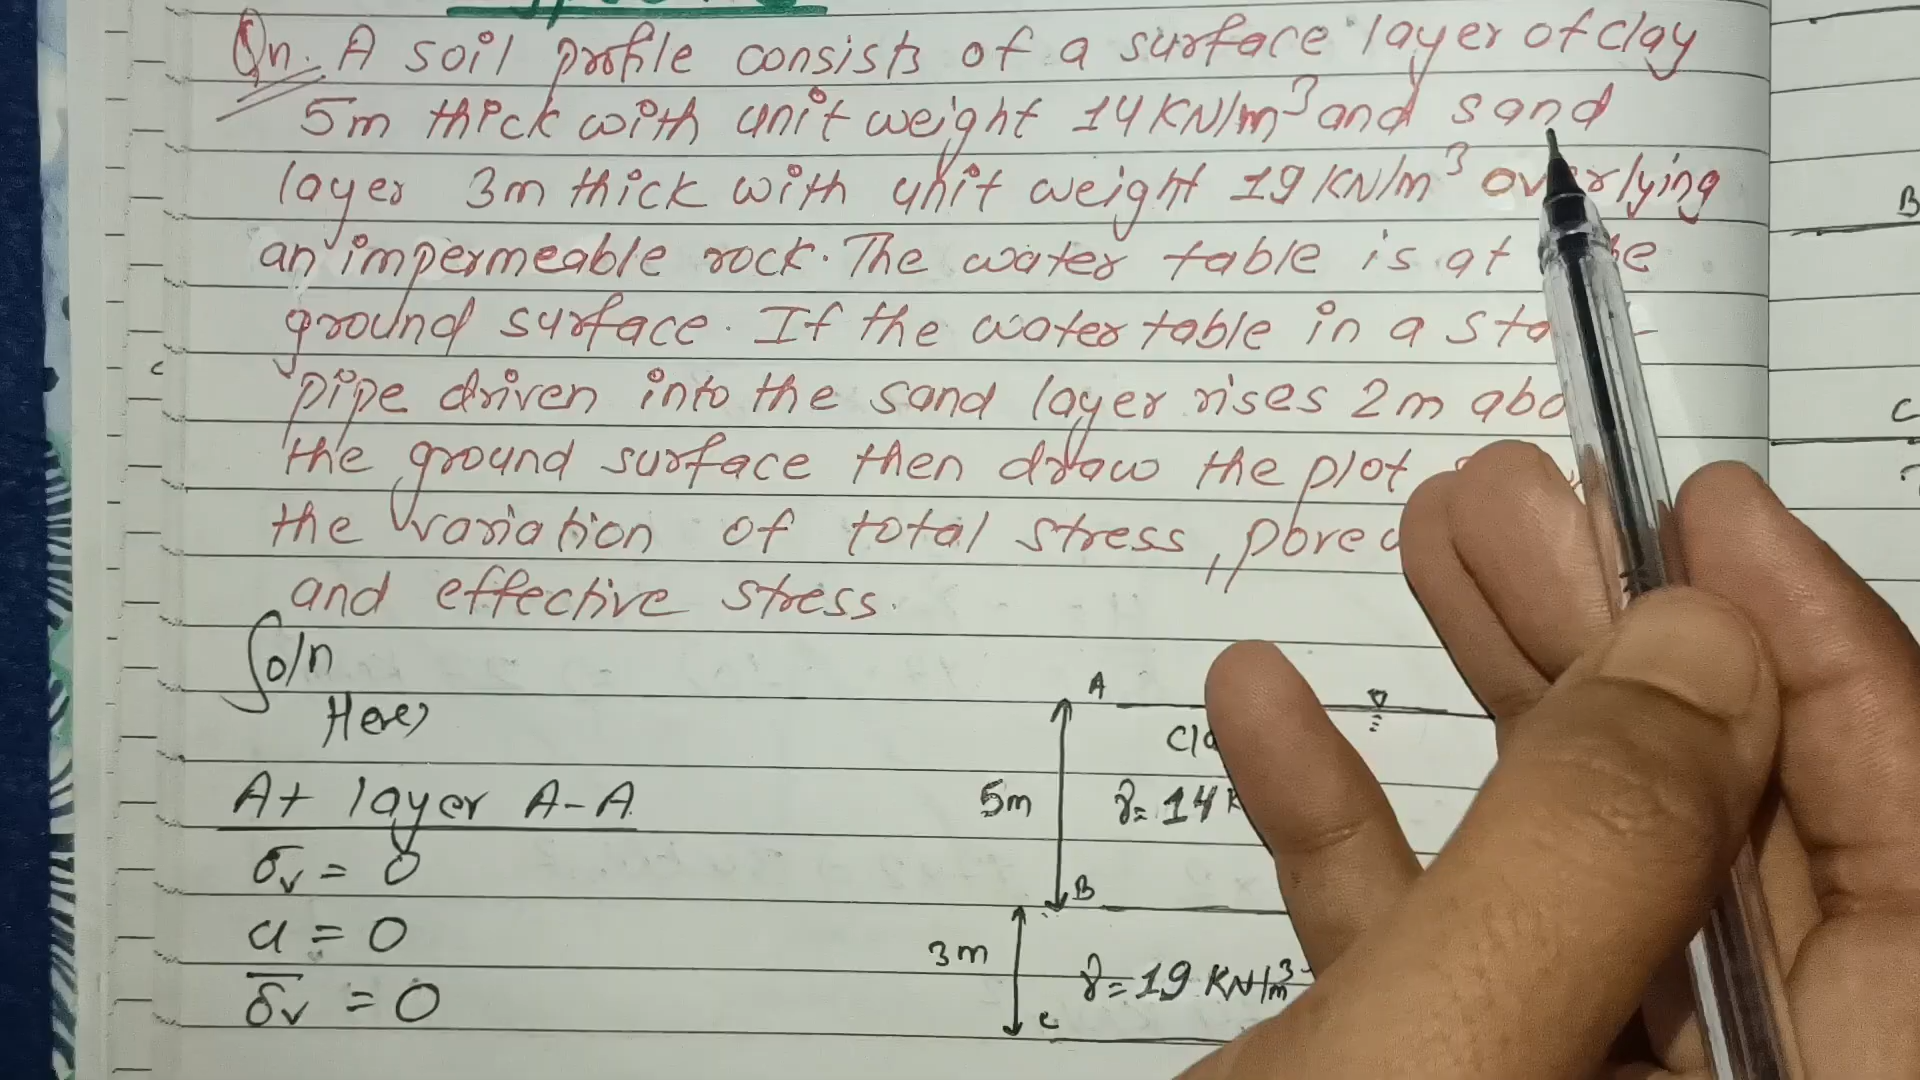 Qn. A soil profile consists of a surface layer of clay
5m thick with unit weight 14 KN/m³ and sand
layer 3m thick with unit weight 19 KN/m³ overlying
an impermeable rock. The water table is at
ground surface. If the water table in a
pipe driven into the sand layer rises 2m
the ground surface then draw the plot
the variation of total stress, pore
and effective stress.
Soln
Here,
At layer A-A
σv = 0
u = 0
σ̅v = 0
A
5m
γ = 14
B
3m
γ = 19 KN/m³
C
B
C